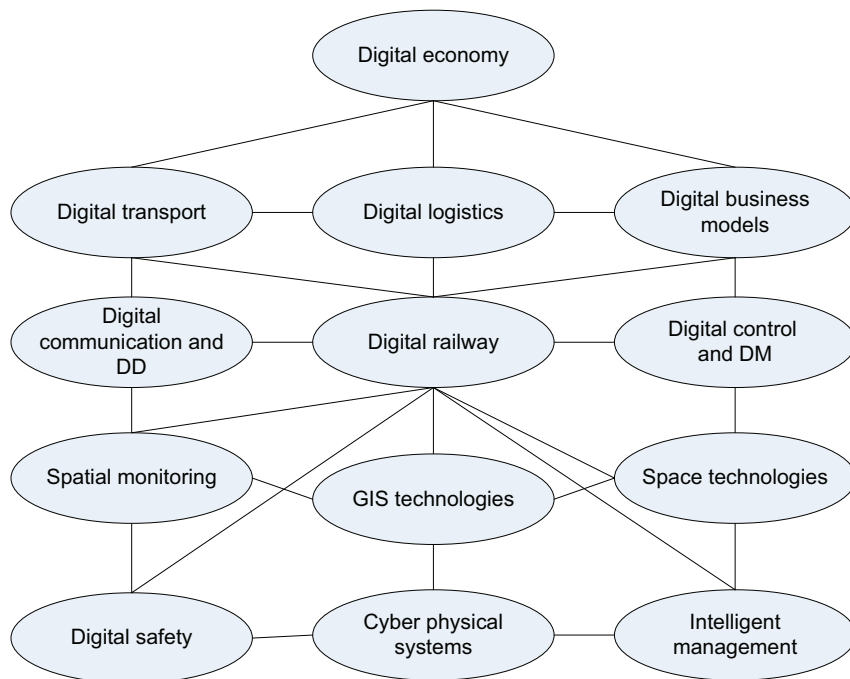 Digital economy
Digital transport
Digital logistics
Digital business
models
Digital
communication and
DD
Digital railway
Digital control
and DM
Spatial monitoring
GIS technologies
Space technologies
Digital safety
Cyber physical
systems
Intelligent
management